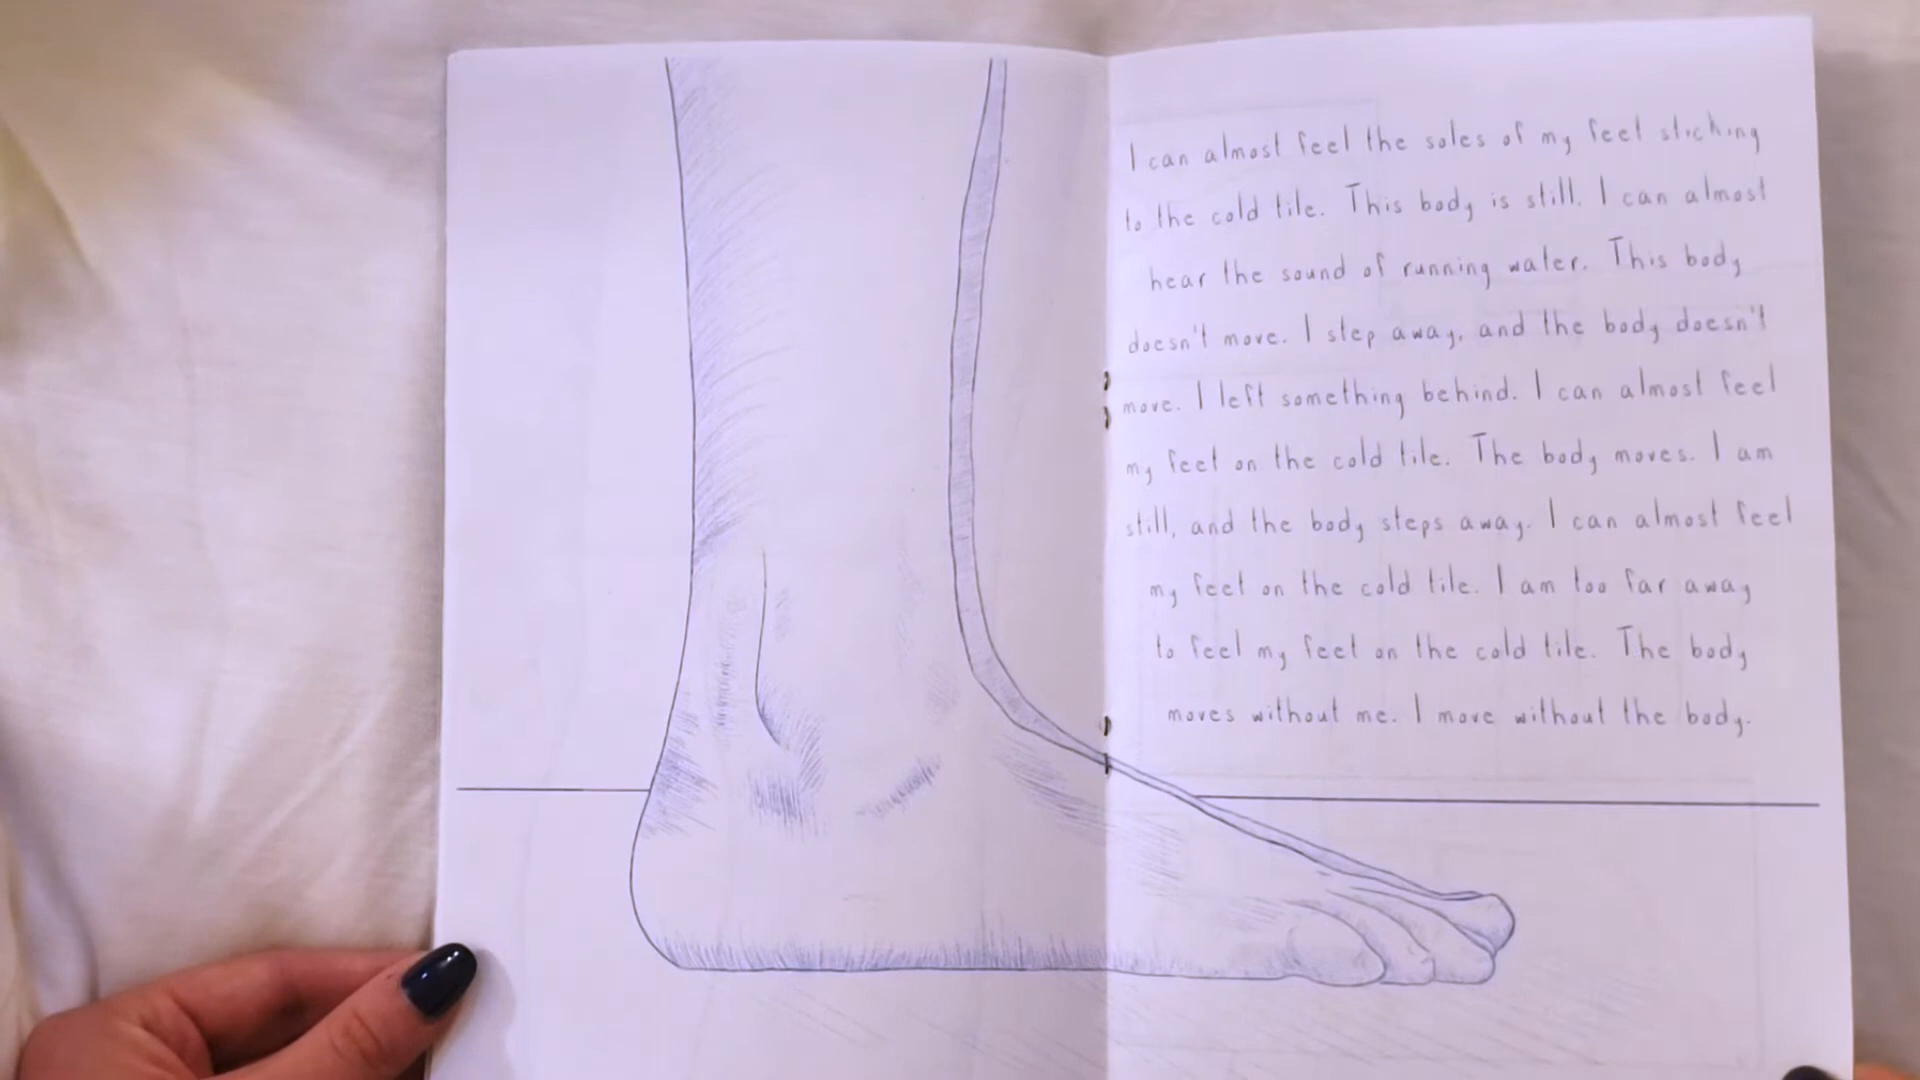 I can almost feel the soles of my feet sticking
to the cold tile. This body is still. I can almost
hear the sound of running water. This body
doesn't move. I step away, and the body doesn't
move. I left something behind. I can almost feel
my feet on the cold tile. The body moves. I am
still, and the body steps away. I can almost feel
my feet on the cold tile. I am too far away
to feel my feet on the cold tile. The body
moves without me. I move without the body.